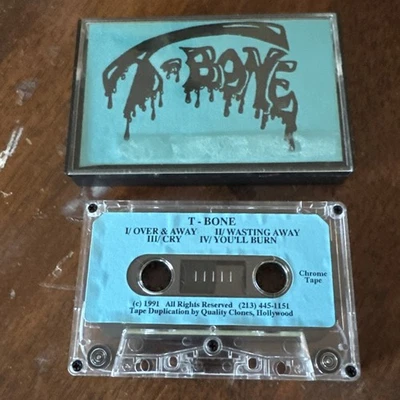 T-BONE
T - BONE
I/ OVER & AWAY II/ WASTING AWAY
III/ CRY IV/ YOU'LL BURN
Chrome
Tape
(c) 1991 All Rights Reserved (213) 445-1151
Tape Duplication by Quality Clones, Hollywood